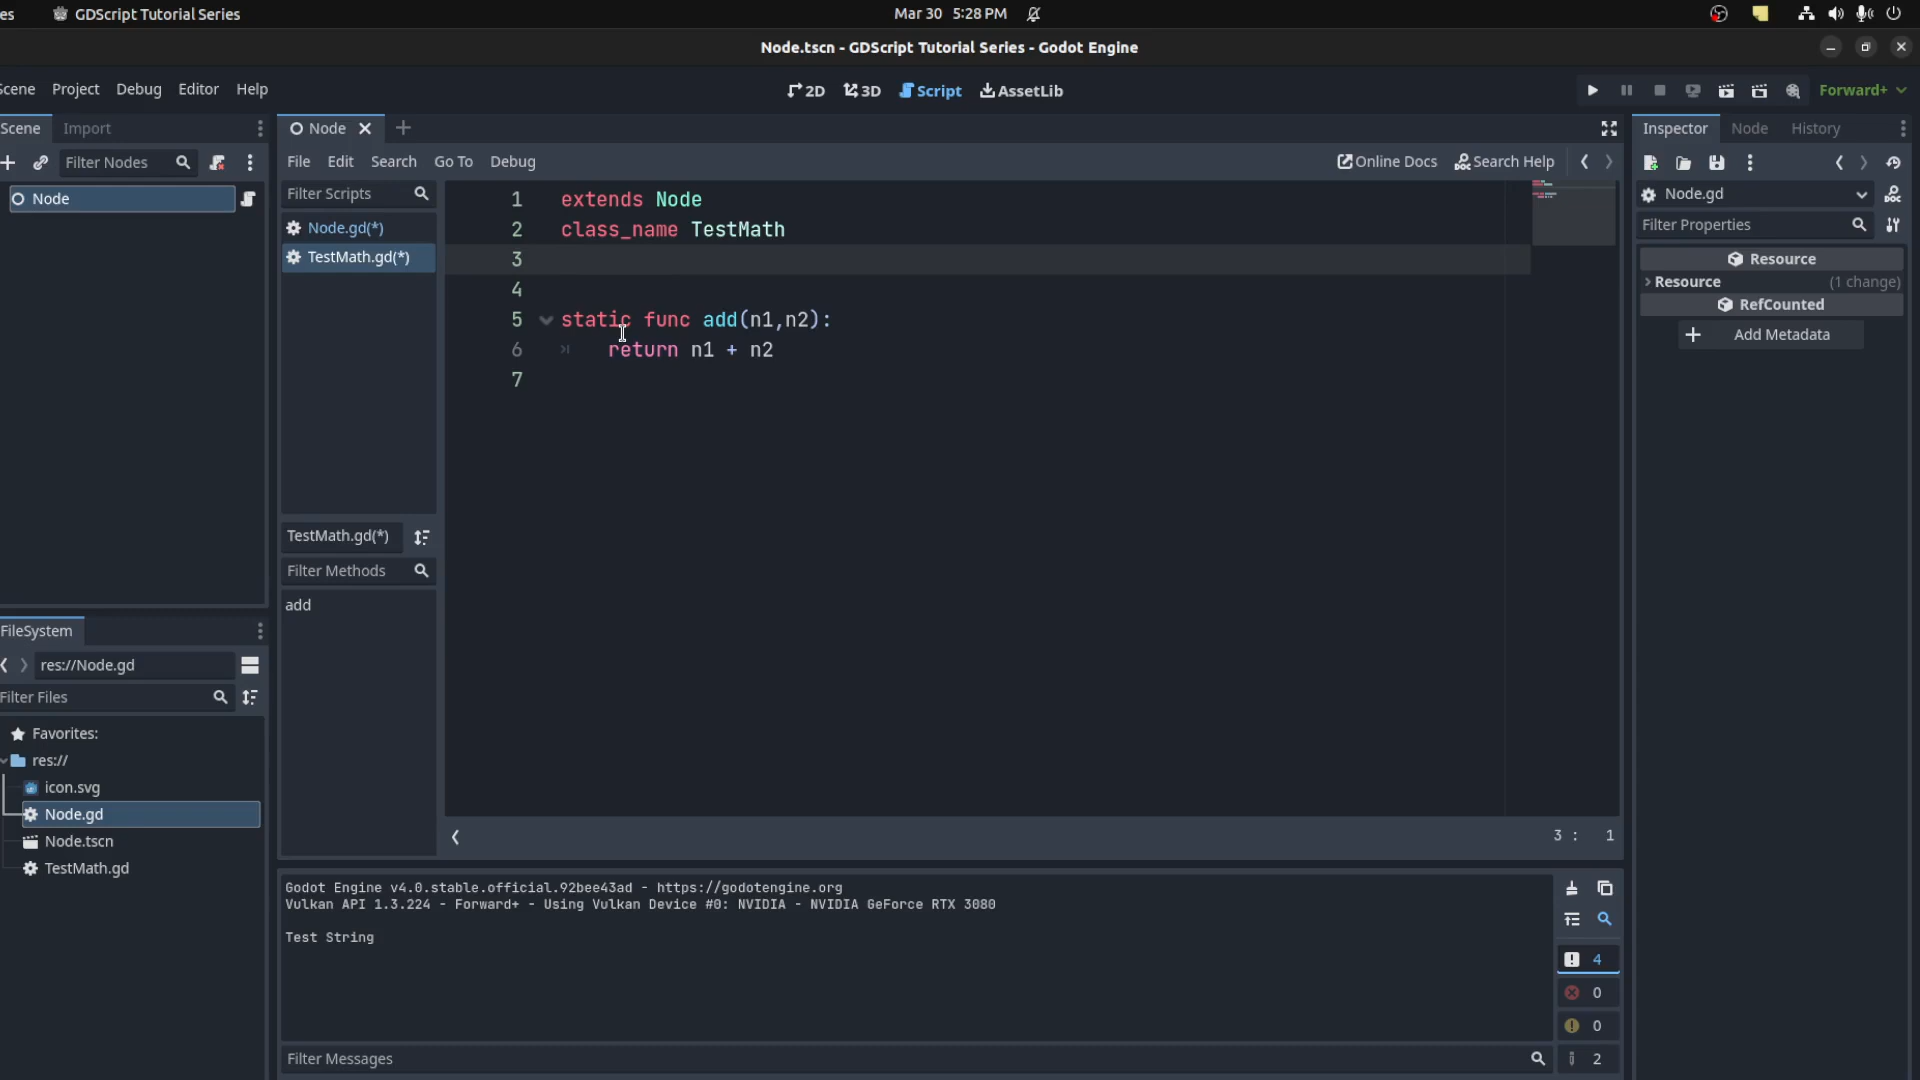 es GDScript Tutorial Series Mar 30 5:28 PM
Node.tscn - GDScript Tutorial Series - Godot Engine
Scene Project Debug Editor Help 2D 3D Script AssetLib Forward+
Scene Import
Filter Nodes
Node
Node
File Edit Search Go To Debug Online Docs Search Help
Filter Scripts
Node.gd(*)
TestMath.gd(*)
TestMath.gd(*)
Filter Methods
add
1 extends Node
2 class_name TestMath
3
4
5 static func add(n1,n2):
6 return n1 + n2
7
3 : 1
Inspector Node History
Node.gd
Filter Properties
Resource
Resource (1 change)
RefCounted
Add Metadata
FileSystem
res://Node.gd
Filter Files
Favorites:
res://
icon.svg
Node.gd
Node.tscn
TestMath.gd
Godot Engine v4.0.stable.official.92bee43ad - https://godotengine.org
Vulkan API 1.3.224 - Forward+ - Using Vulkan Device #0: NVIDIA - NVIDIA GeForce RTX 3080
Test String
4
0
0
2
Filter Messages